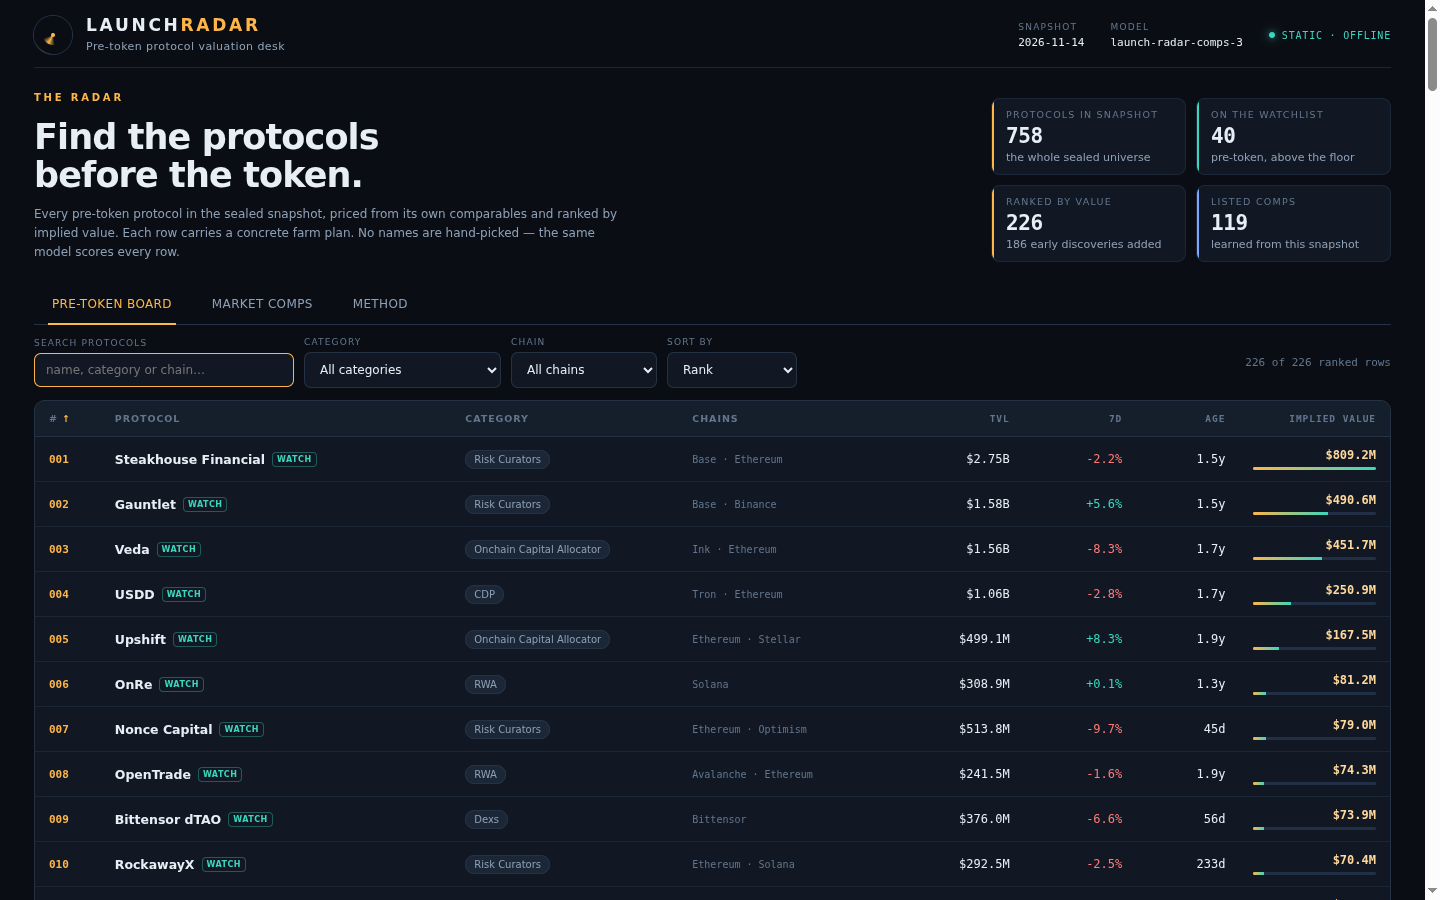 LAUNCHRADAR
Pre-token protocol valuation desk
SNAPSHOT
2026-11-14
MODEL
launch-radar-comps-3
STATIC · OFFLINE
THE RADAR
Find the protocols
before the token.
Every pre-token protocol in the sealed snapshot, priced from its own comparables and ranked by
implied value. Each row carries a concrete farm plan. No names are hand-picked — the same
model scores every row.
PROTOCOLS IN SNAPSHOT
758
the whole sealed universe
ON THE WATCHLIST
40
pre-token, above the floor
RANKED BY VALUE
226
186 early discoveries added
LISTED COMPS
119
learned from this snapshot
PRE-TOKEN BOARD MARKET COMPS METHOD
SEARCH PROTOCOLS
name, category or chain...
CATEGORY
All categories
CHAIN
All chains
SORT BY
Rank
226 of 226 ranked rows
# ↑ PROTOCOL CATEGORY CHAINS TVL 7D AGE IMPLIED VALUE
001 Steakhouse Financial WATCH Risk Curators Base · Ethereum $2.75B -2.2% 1.5y $809.2M
002 Gauntlet WATCH Risk Curators Base · Binance $1.58B +5.6% 1.5y $490.6M
003 Veda WATCH Onchain Capital Allocator Ink · Ethereum $1.56B -8.3% 1.7y $451.7M
004 USDD WATCH CDP Tron · Ethereum $1.06B -2.8% 1.7y $250.9M
005 Upshift WATCH Onchain Capital Allocator Ethereum · Stellar $499.1M +8.3% 1.9y $167.5M
006 OnRe WATCH RWA Solana $308.9M +0.1% 1.3y $81.2M
007 Nonce Capital WATCH Risk Curators Ethereum · Optimism $513.8M -9.7% 45d $79.0M
008 OpenTrade WATCH RWA Avalanche · Ethereum $241.5M -1.6% 1.9y $74.3M
009 Bittensor dTAO WATCH Dexs Bittensor $376.0M -6.6% 56d $73.9M
010 RockawayX WATCH Risk Curators Ethereum · Solana $292.5M -2.5% 233d $70.4M